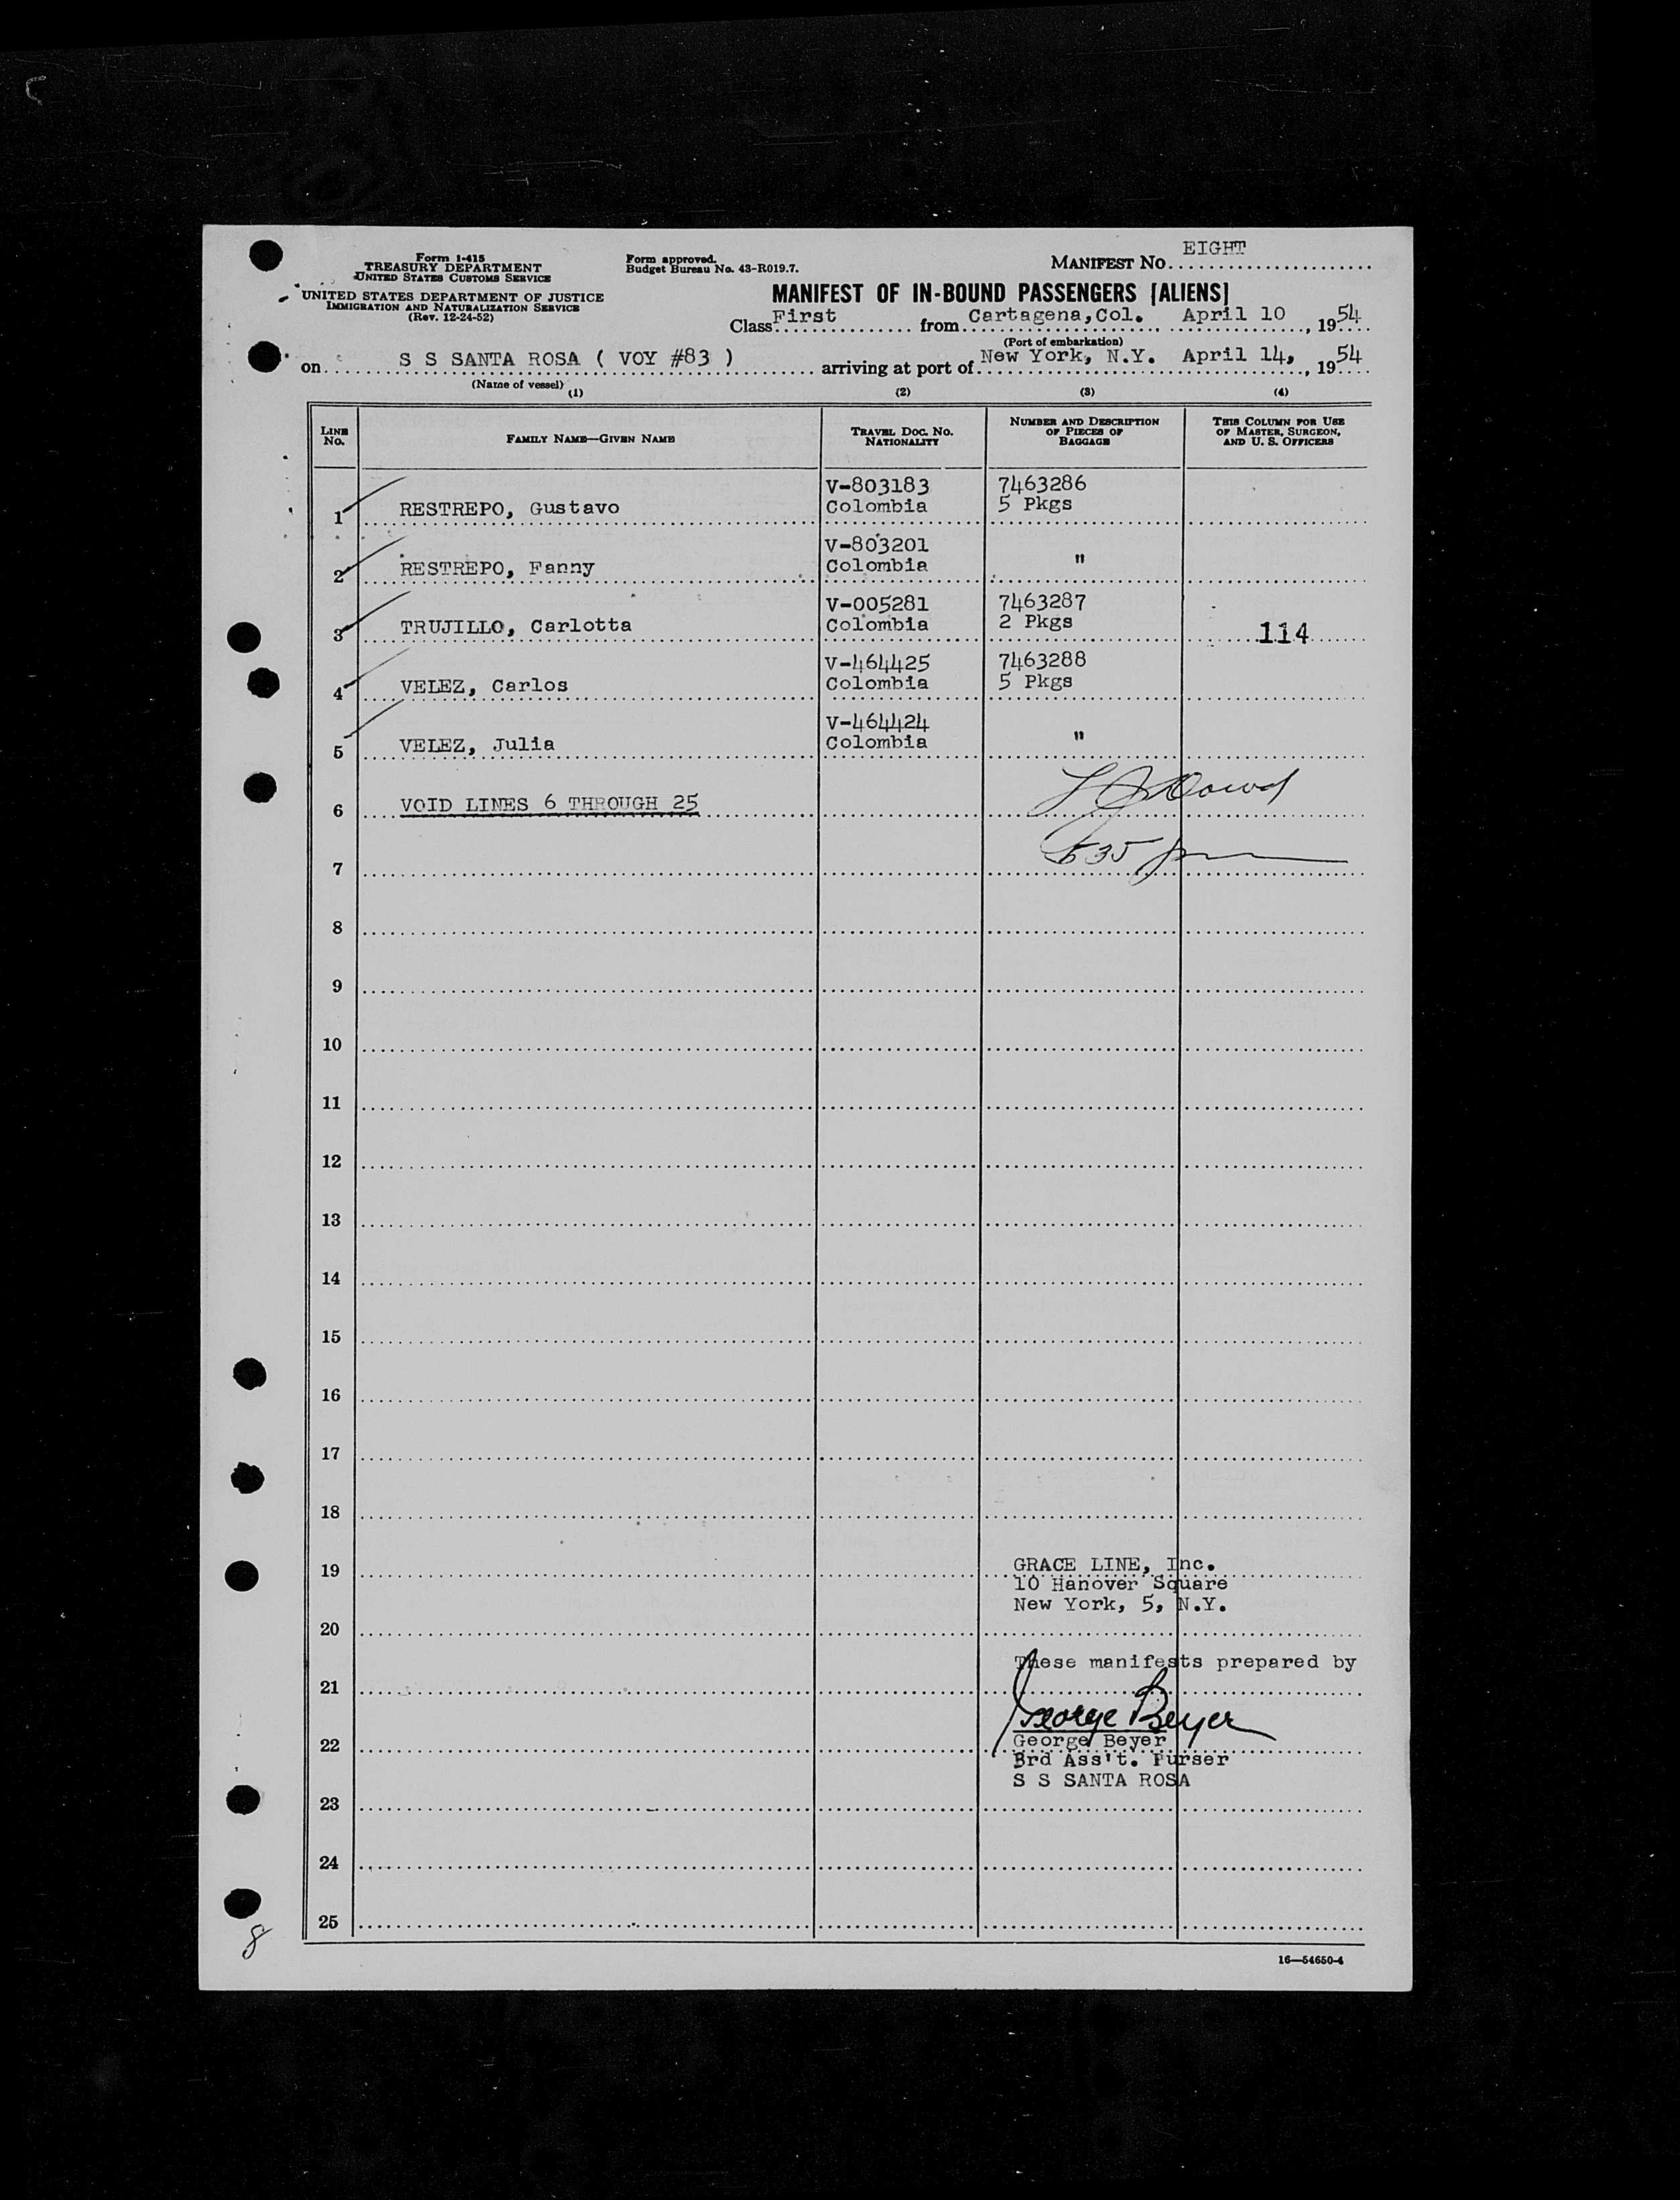 Form I-415
TREASURY DEPARTMENT
UNITED STATES CUSTOMS SERVICE
UNITED STATES DEPARTMENT OF JUSTICE
IMMIGRATION AND NATURALIZATION SERVICE
(Rev. 12-24-52)
Form approved.
Budget Bureau No. 43-R019.7.
MANIFEST NO. EIGHT
MANIFEST OF IN-BOUND PASSENGERS [ALIENS]
Class First from Cartagena, Col. April 10, 1954
(Port of embarkation)
on S S SANTA ROSA ( VOY #83 ) arriving at port of New York, N.Y. April 14, 1954
(Name of vessel)
(1) (2) (3) (4)
LINE NO. FAMILY NAME—GIVEN NAME TRAVEL DOC. NO. NATIONALITY NUMBER AND DESCRIPTION OF PIECES OF BAGGAGE THIS COLUMN FOR USE OF MASTER, SURGEON, AND U. S. OFFICERS
1 RESTREPO, Gustavo V-803183 Colombia 7463286 5 Pkgs
2 RESTREPO, Fanny V-803201 Colombia "
3 TRUJILLO, Carlotta V-005281 Colombia 7463287 2 Pkgs 114
4 VELEZ, Carlos V-464425 Colombia 7463288 5 Pkgs
5 VELEZ, Julia V-464424 Colombia "
6 VOID LINES 6 THROUGH 25
7
8
9
10
11
12
13
14
15
16
17
18
19 GRACE LINE, Inc.
10 Hanover Square
New York, 5, N.Y.
20
These manifests prepared by
21
George Beyer
22 George Beyer
3rd Ass't. Purser
S S SANTA ROSA
23
24
25
8
16—54650-4